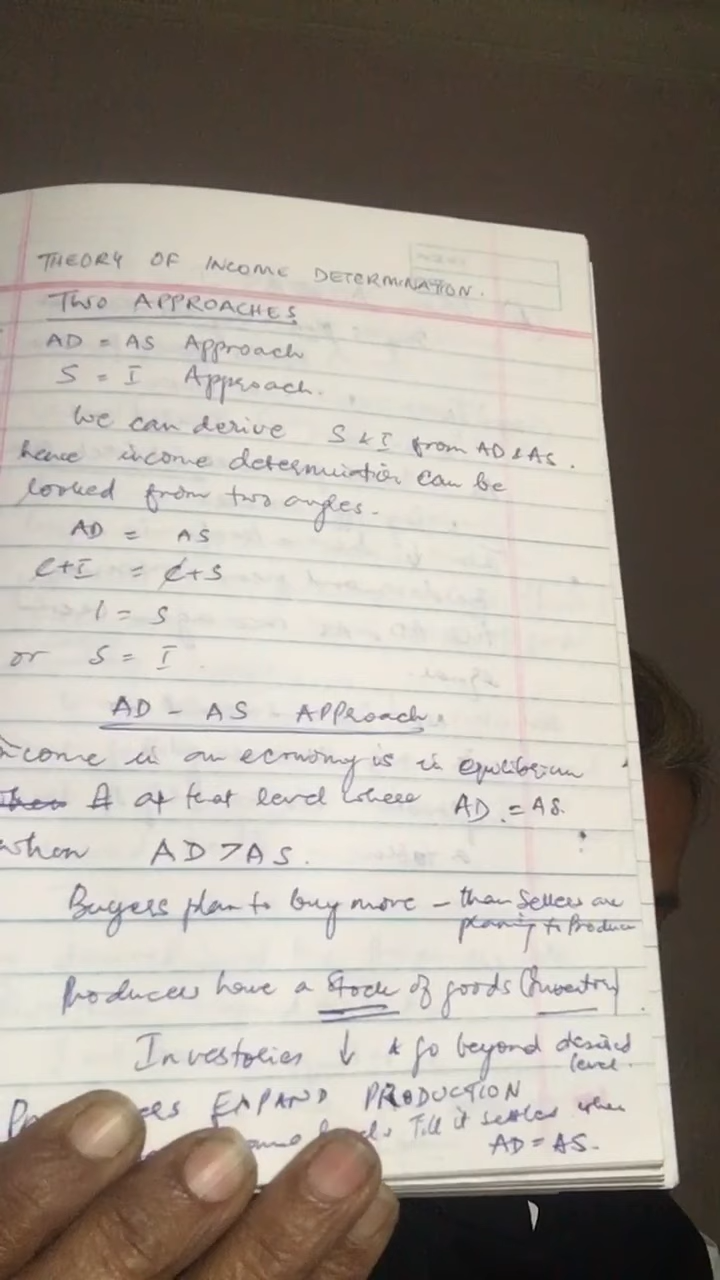 THEORY OF INCOME DETERMINATION.
TWO APPROACHES
AD = AS Approach
S = I Approach.
We can derive S & I from AD & AS.
hence income determination can be
looked from two angles.
AD = AS
C+I = C+S
I = S
or S = I.
AD - AS - APProach.
income in an economy is in equilibrium
at that level where AD = AS.
when AD > AS.
Buyers plan to buy more - than Sellers are
planing to Produce
Producers have a Stock of goods (Inventory)
Inventories ↓ & go beyond desired
level.
EXPAND PRODUCTION
Till it settles when
AD = AS.